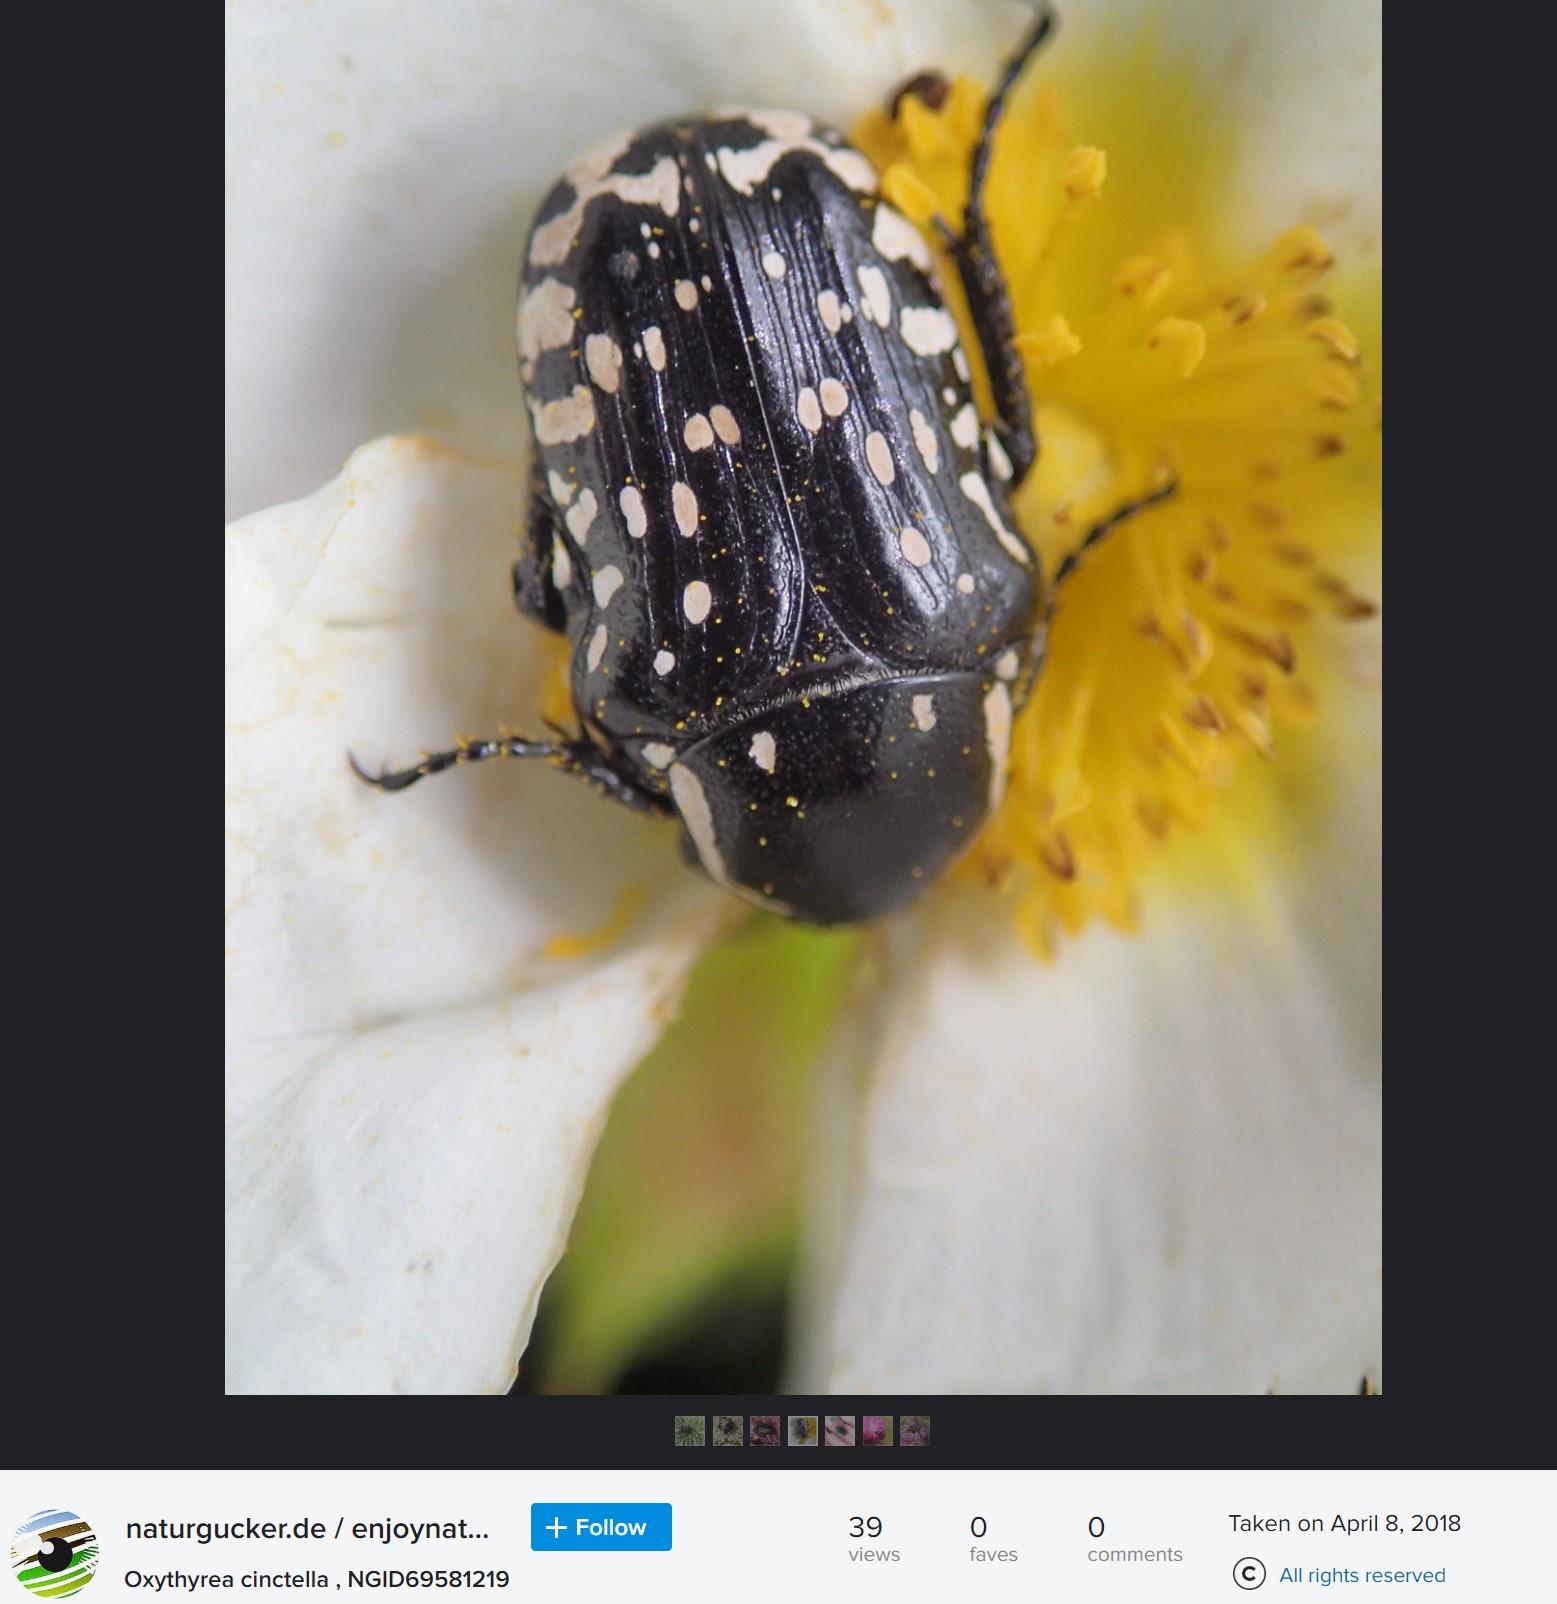 naturgucker.de / enjoynat...
Follow
Oxythyrea cinctella , NGID69581219
39
views
0
faves
0
comments
Taken on April 8, 2018
All rights reserved